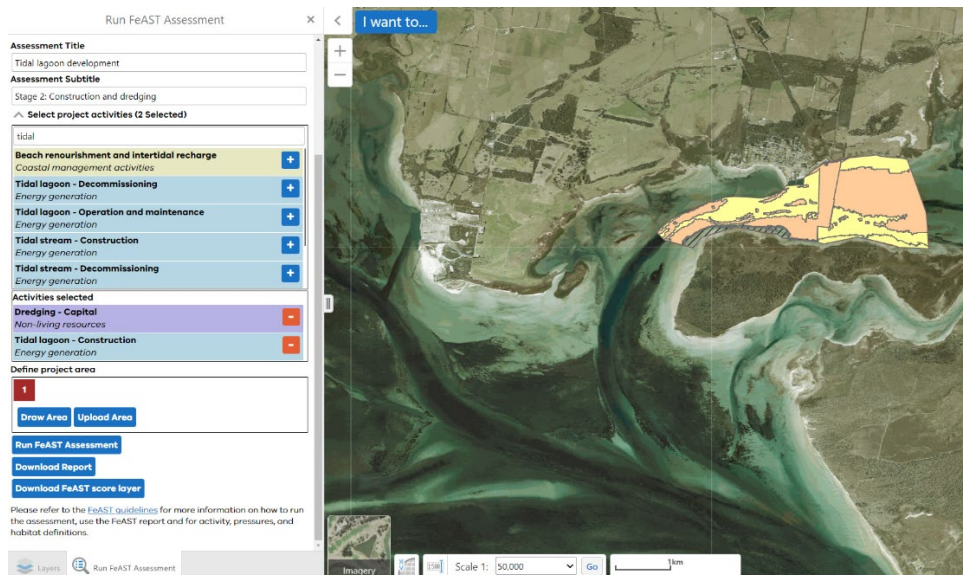 Run FeAST Assessment
×
Assessment Title
Tidal lagoon development
Assessment Subtitle
Stage 2: Construction and dredging
Select project activities (2 Selected)
tidal
Beach renourishment and intertidal recharge
Coastal management activities
Tidal lagoon - Decommissioning
Energy generation
Tidal lagoon - Operation and maintenance
Energy generation
Tidal stream - Construction
Energy generation
Tidal stream - Decommissioning
Energy generation
Activities selected
Dredging - Capital
Non-living resources
Tidal lagoon - Construction
Energy generation
Define project area
1
Draw Area Upload Area
Run FeAST Assessment
Download Report
Download FeAST score layer
Please refer to the FeAST guidelines for more information on how to run
the assessment, use the FeAST report and for activity, pressures, and
habitat definitions.
Layers Run FeAST Assessment
I want to...
Imagery
Scale 1: 50,000 Go
1km